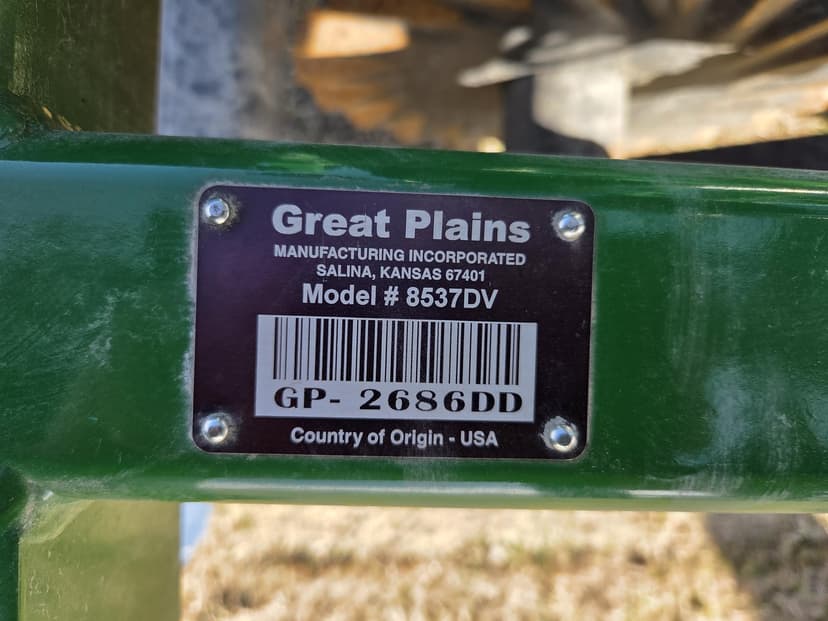 Great Plains
MANUFACTURING INCORPORATED
SALINA, KANSAS 67401
Model # 8537DV
GP- 2686DD
Country of Origin - USA